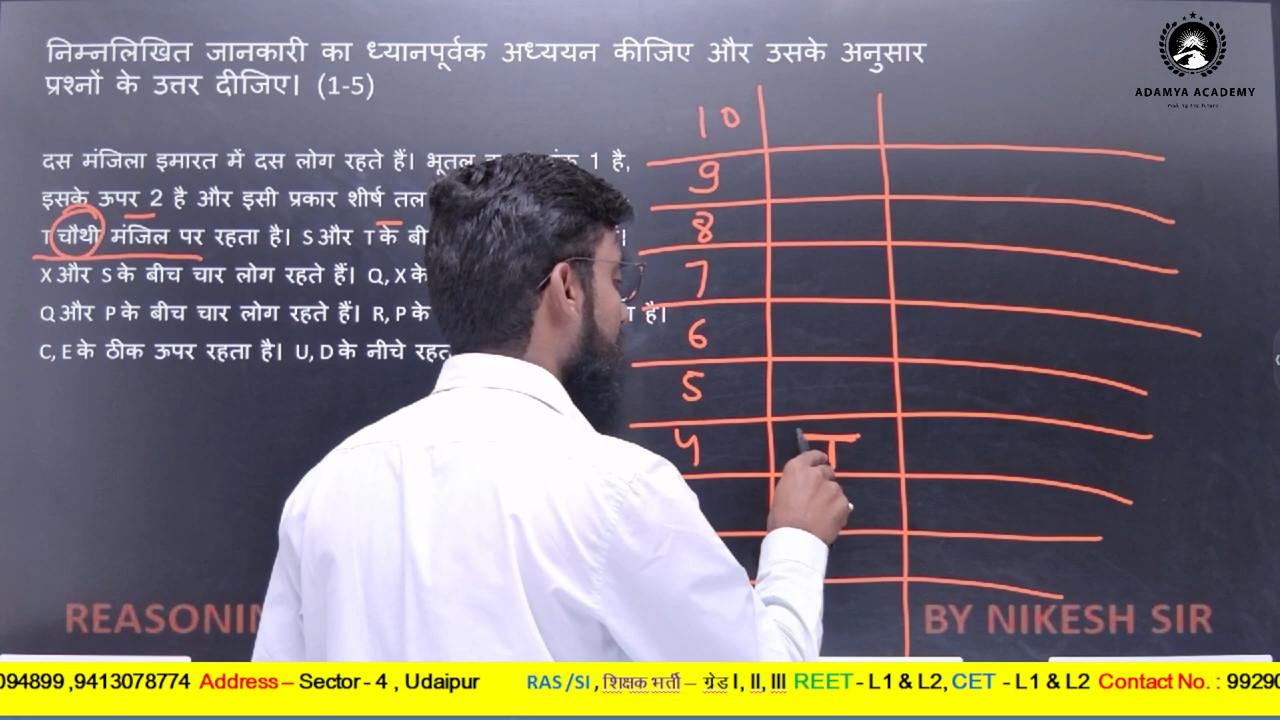 निम्नलिखित जानकारी का ध्यानपूर्वक अध्ययन कीजिए और उसके अनुसार
प्रश्नों के उत्तर दीजिए। (1-5)
दस मंजिला इमारत में दस लोग रहते हैं। भूतल 1 है,
इसके ऊपर 2 है और इसी प्रकार शीर्ष तल
T चौथी मंजिल पर रहता है। S और T के
X और S के बीच चार लोग रहते हैं। Q, X के
Q और P के बीच चार लोग रहते हैं। R, P के T है।
C, E के ठीक ऊपर रहता है। U, D के नीचे
10
9
8
7
6
5
4 T
ADAMYA ACADEMY
BY NIKESH SIR
094899 ,9413078774 Address – Sector - 4 , Udaipur RAS /SI , शिक्षक भर्ती – ग्रेड I, II, III REET - L1 & L2, CET - L1 & L2 Contact No. : 99290